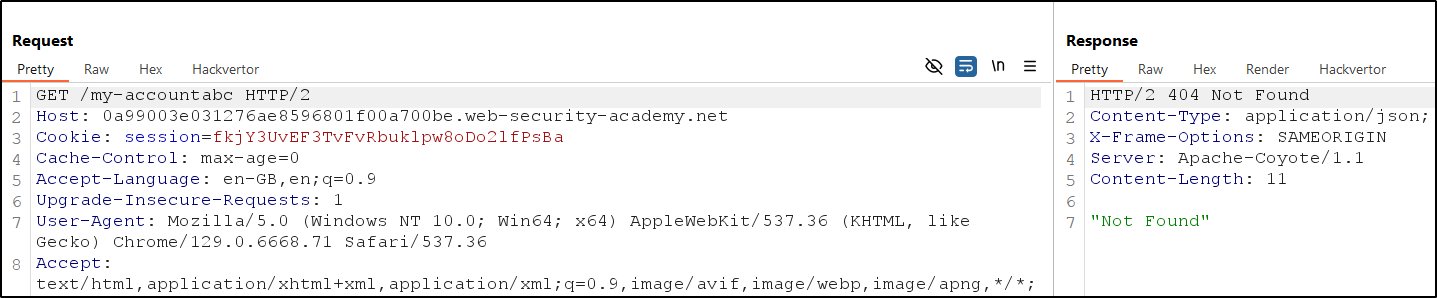 Request
Pretty Raw Hex Hackvertor \n
1 GET /my-accountabc HTTP/2
2 Host: 0a99003e031276ae8596801f00a700be.web-security-academy.net
3 Cookie: session=fkjY3UvEF3TvFvRbuklpw8oDo2lfPsBa
4 Cache-Control: max-age=0
5 Accept-Language: en-GB,en;q=0.9
6 Upgrade-Insecure-Requests: 1
7 User-Agent: Mozilla/5.0 (Windows NT 10.0; Win64; x64) AppleWebKit/537.36 (KHTML, like
Gecko) Chrome/129.0.6668.71 Safari/537.36
8 Accept:
text/html,application/xhtml+xml,application/xml;q=0.9,image/avif,image/webp,image/apng,*/*;
Response
Pretty Raw Hex Render Hackvertor
1 HTTP/2 404 Not Found
2 Content-Type: application/json;
3 X-Frame-Options: SAMEORIGIN
4 Server: Apache-Coyote/1.1
5 Content-Length: 11
6
7 "Not Found"